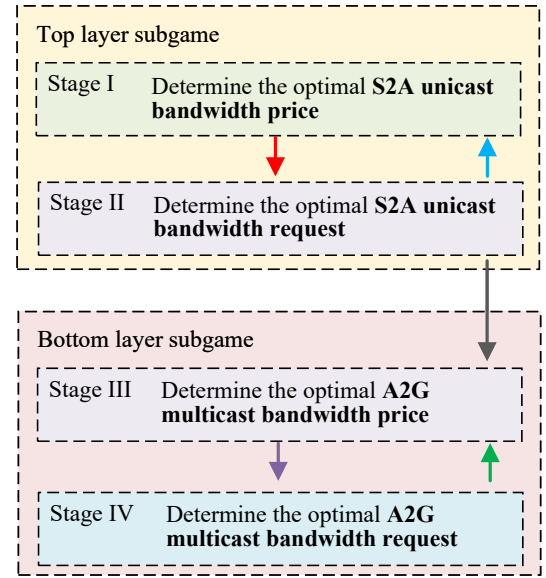 Top layer subgame
Stage I Determine the optimal S2A unicast
bandwidth price
Stage II Determine the optimal S2A unicast
bandwidth request
Bottom layer subgame
Stage III Determine the optimal A2G
multicast bandwidth price
Stage IV Determine the optimal A2G
multicast bandwidth request